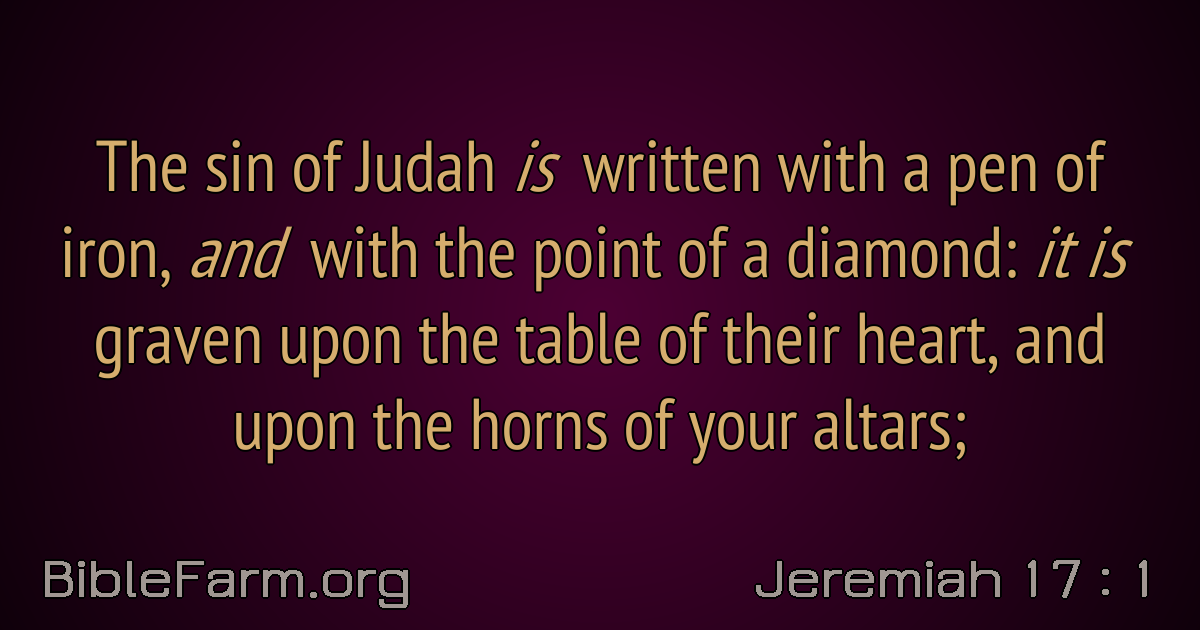 The sin of Judah is written with a pen of
iron, and with the point of a diamond: it is
graven upon the table of their heart, and
upon the horns of your altars;
BibleFarm.org
Jeremiah 17 : 1